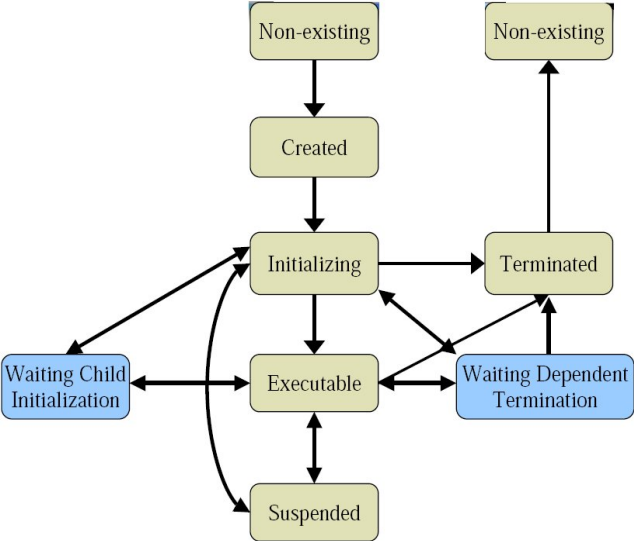 Non-existing
Non-existing
Created
Initializing
Terminated
Waiting Child
Initialization
Executable
Waiting Dependent
Termination
Suspended